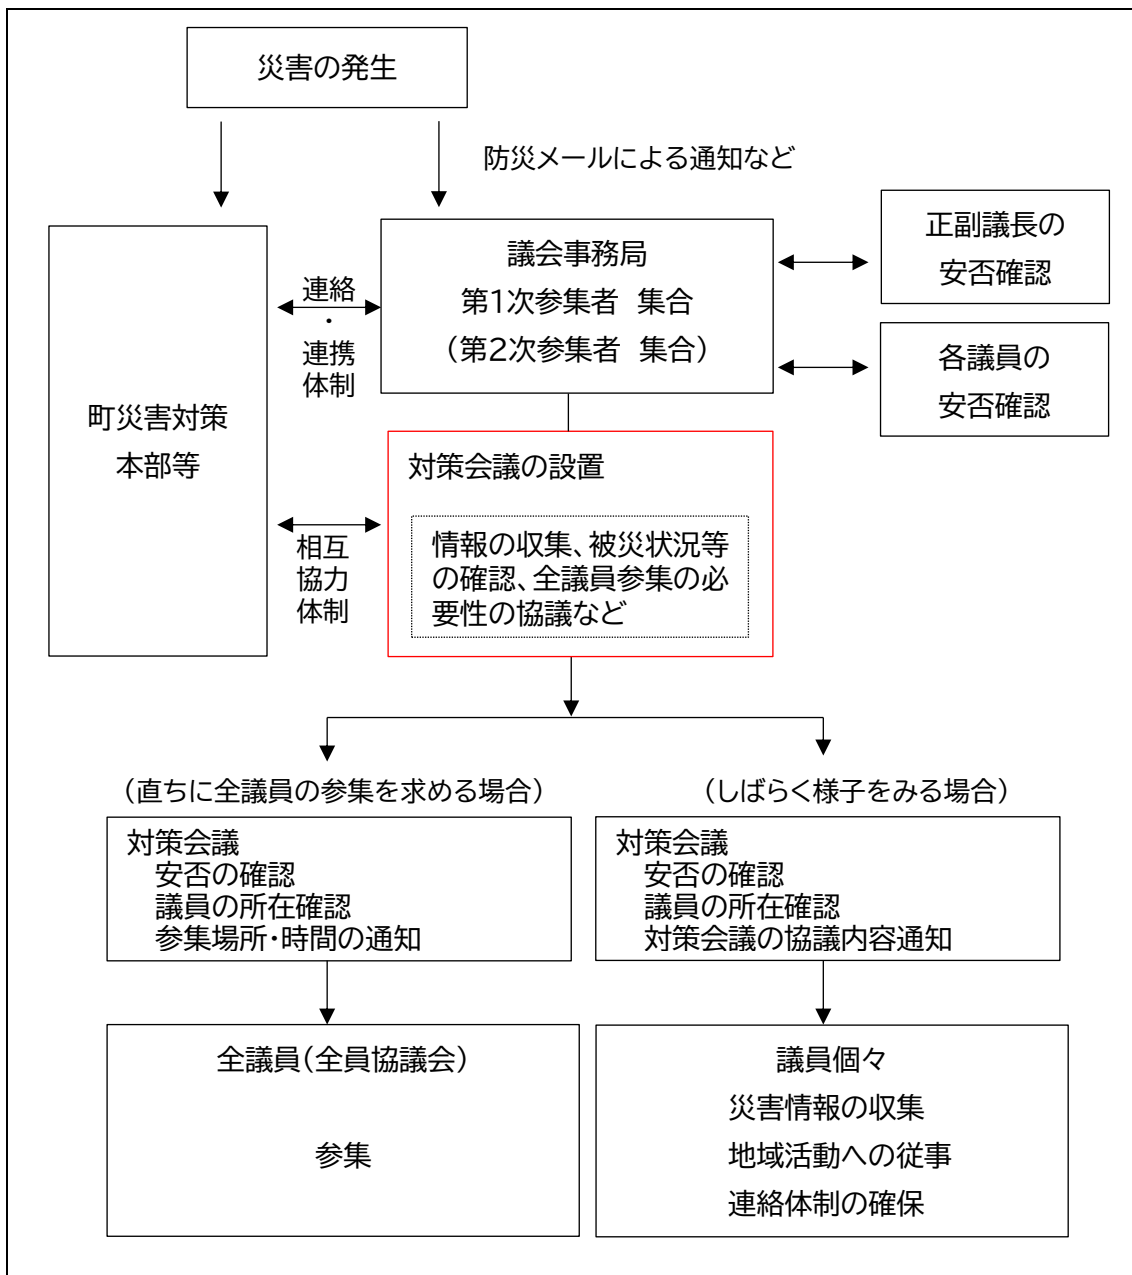 災害の発生
防災メールによる通知など
町災害対策
本部等
連絡
・
連携
体制
議会事務局
第1次参集者　集合
（第2次参集者　集合）
正副議長の
安否確認
各議員の
安否確認
相互
協力
体制
対策会議の設置
情報の収集、被災状況等
の確認、全議員参集の必
要性の協議など
（直ちに全議員の参集を求める場合）
対策会議
安否の確認
議員の所在確認
参集場所・時間の通知
全議員（全員協議会）
参集
（しばらく様子をみる場合）
対策会議
安否の確認
議員の所在確認
対策会議の協議内容通知
議員個々
災害情報の収集
地域活動への従事
連絡体制の確保